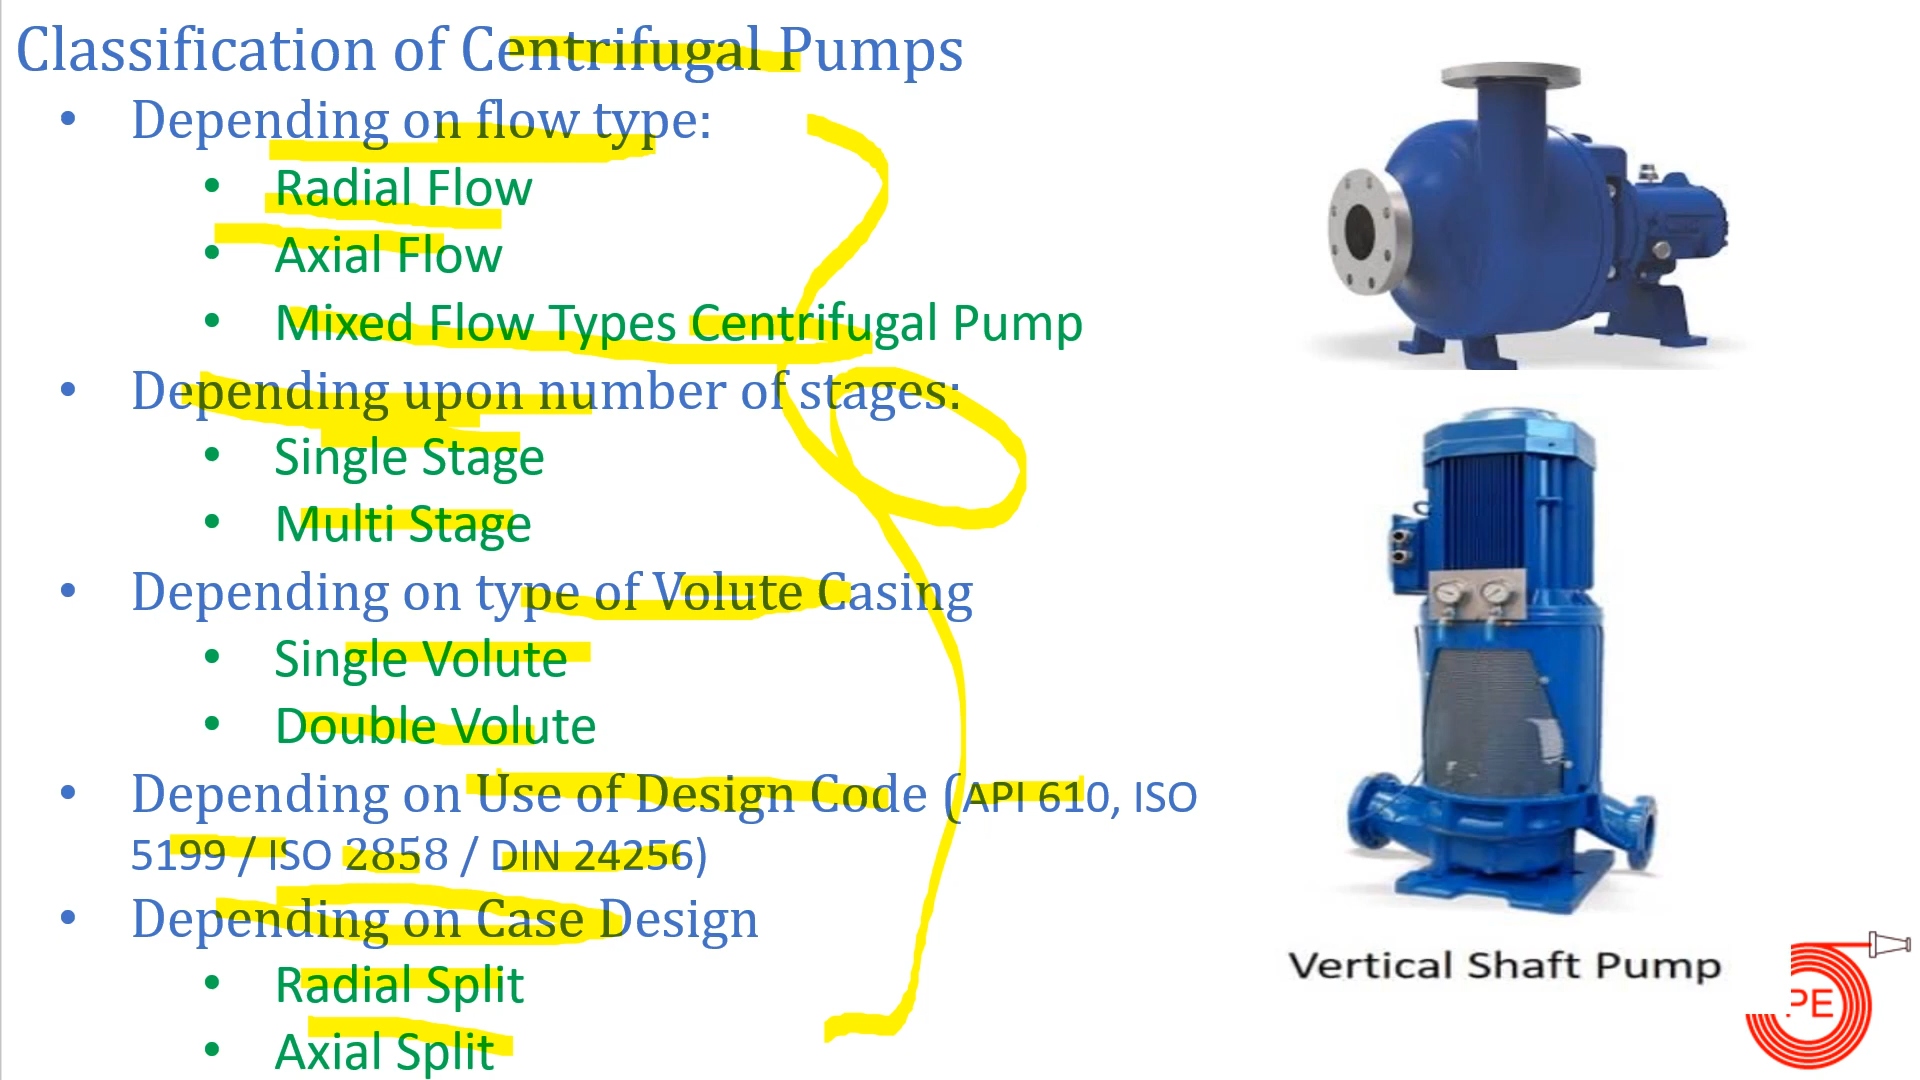 Classification of Centrifugal Pumps
• Depending on flow type:
• Radial Flow
• Axial Flow
• Mixed Flow Types Centrifugal Pump
• Depending upon number of stages:
• Single Stage
• Multi Stage
• Depending on type of Volute Casing
• Single Volute
• Double Volute
• Depending on Use of Design Code (API 610, ISO
5199 / ISO 2858 / DIN 24256)
• Depending on Case Design
• Radial Split
• Axial Split
Vertical Shaft Pump
PE